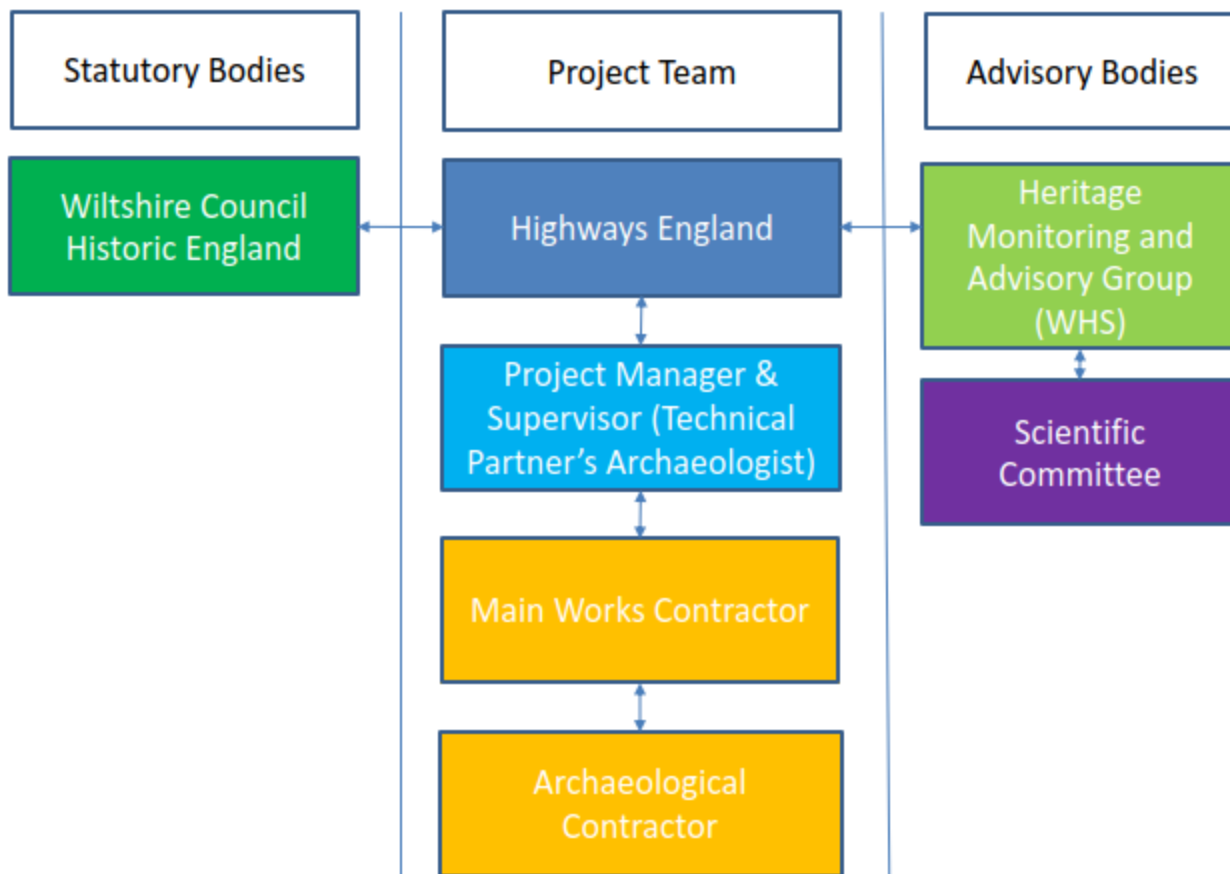 Statutory Bodies
Project Team
Advisory Bodies
Wiltshire Council
Historic England
Highways England
Heritage
Monitoring and
Advisory Group
(WHS)
Project Manager &
Supervisor (Technical
Partner’s Archaeologist)
Scientific
Committee
Main Works Contractor
Archaeological
Contractor